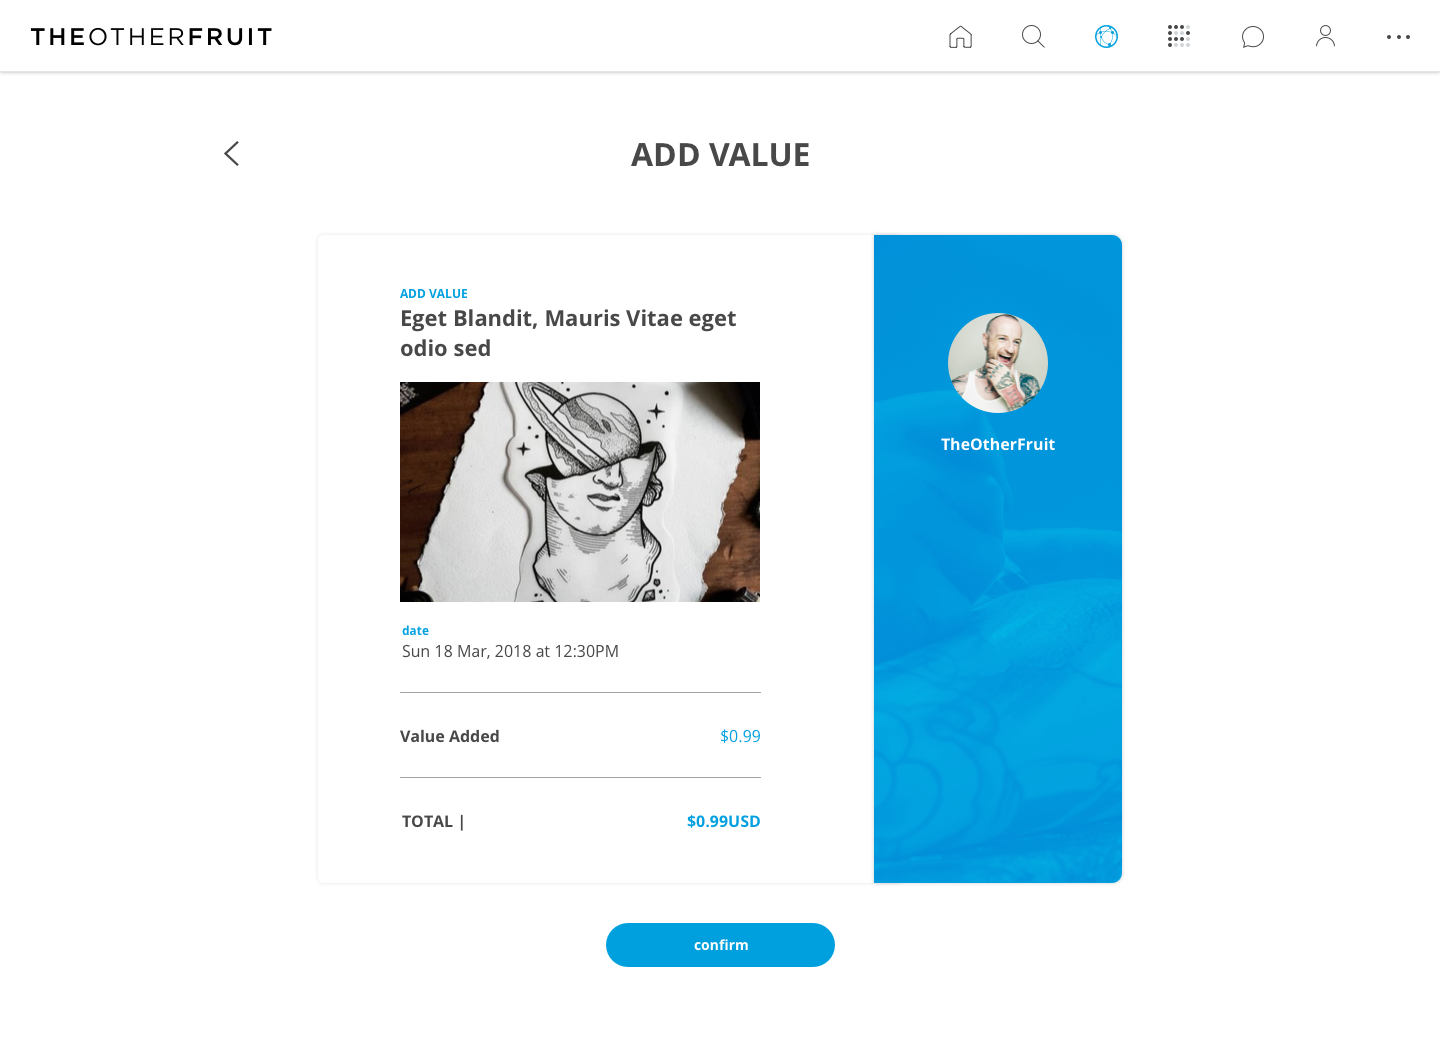 THEOTHERFRUIT
ADD VALUE
ADD VALUE
Eget Blandit, Mauris Vitae eget
odio sed
TheOtherFruit
date
Sun 18 Mar, 2018 at 12:30PM
Value Added $0.99
TOTAL | $0.99USD
confirm